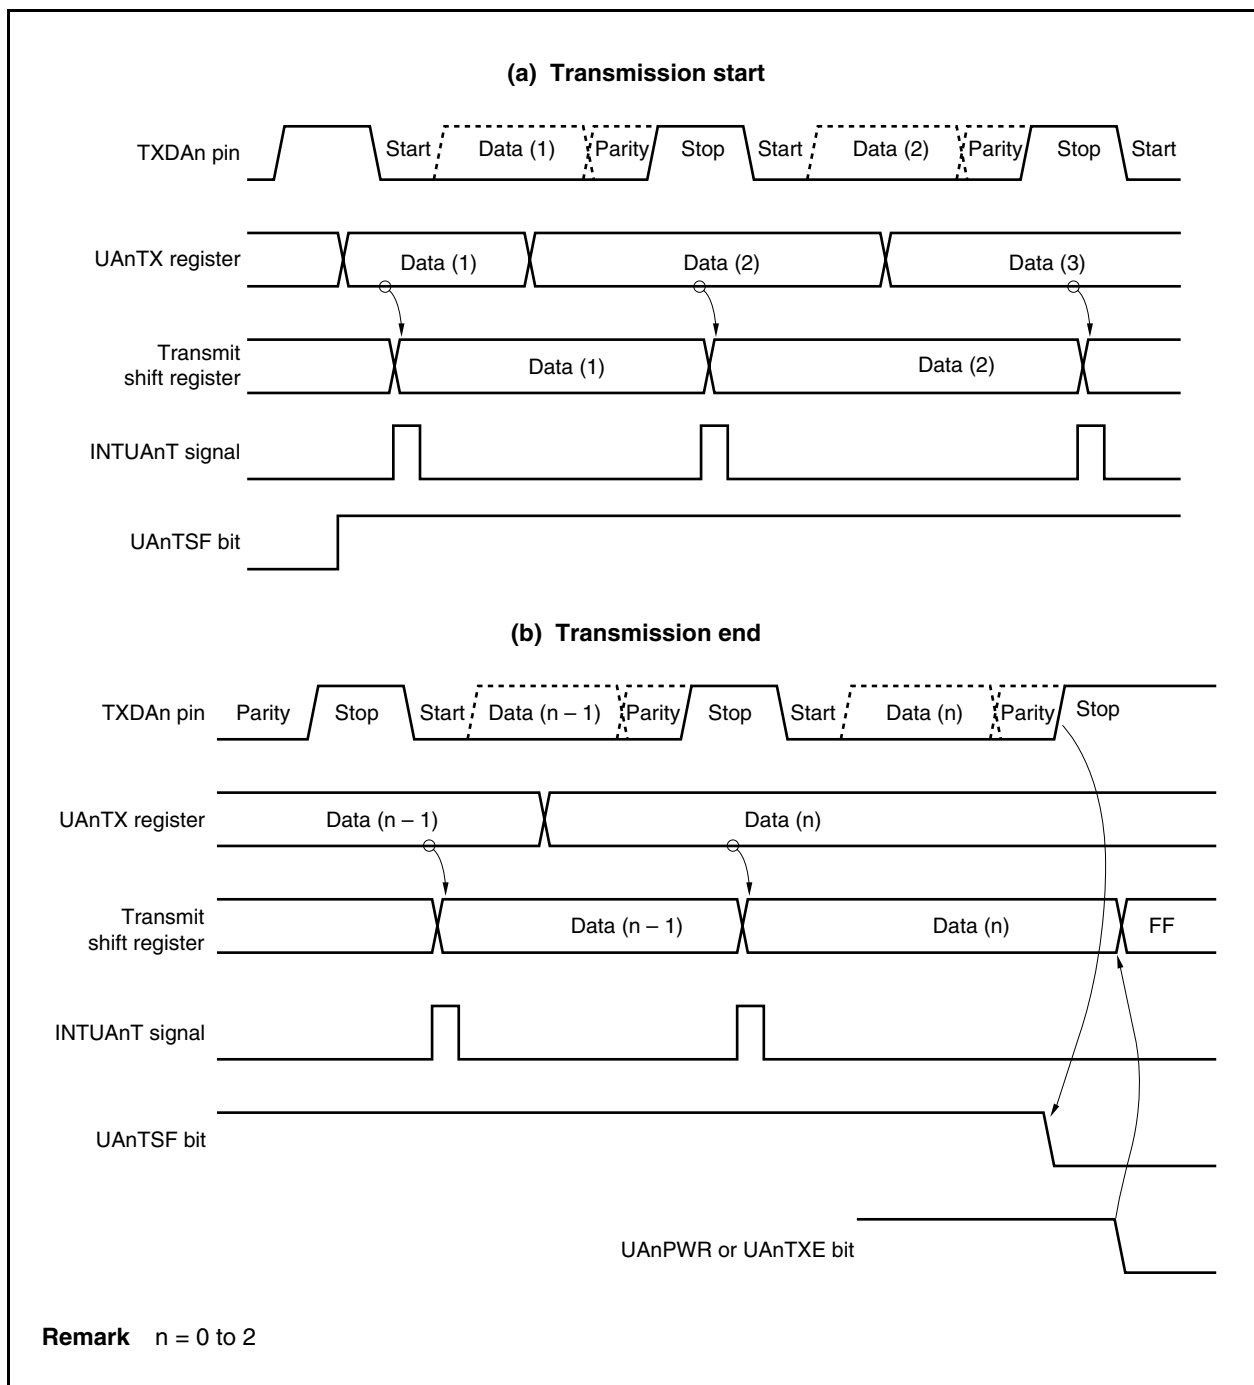 (a) Transmission start
TXDAn pin
Start
Data (1)
Parity
Stop
Start
Data (2)
Parity
Stop
Start
UAnTX register
Data (1)
Data (2)
Data (3)
Transmit
shift register
Data (1)
Data (2)
INTUAnT signal
UAnTSF bit
(b) Transmission end
TXDAn pin
Parity
Stop
Start
Data (n – 1)
Parity
Stop
Start
Data (n)
Parity
Stop
UAnTX register
Data (n – 1)
Data (n)
Transmit
shift register
Data (n – 1)
Data (n)
FF
INTUAnT signal
UAnTSF bit
UAnPWR or UAnTXE bit
Remark n = 0 to 2